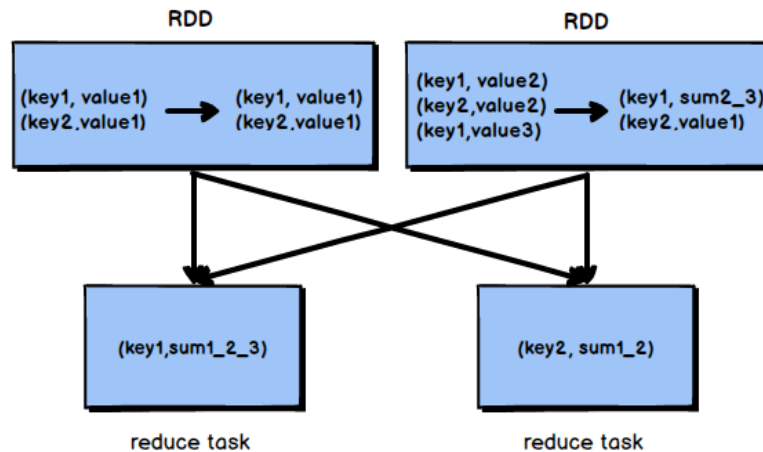 RDD
(key1, value1)
(key2,value1)
(key1, value1)
(key2,value1)
RDD
(key1, value2)
(key2,value2)
(key1,value3)
(key1, sum2_3)
(key2,value1)
(key1,sum1_2_3)
reduce task
(key2, sum1_2)
reduce task